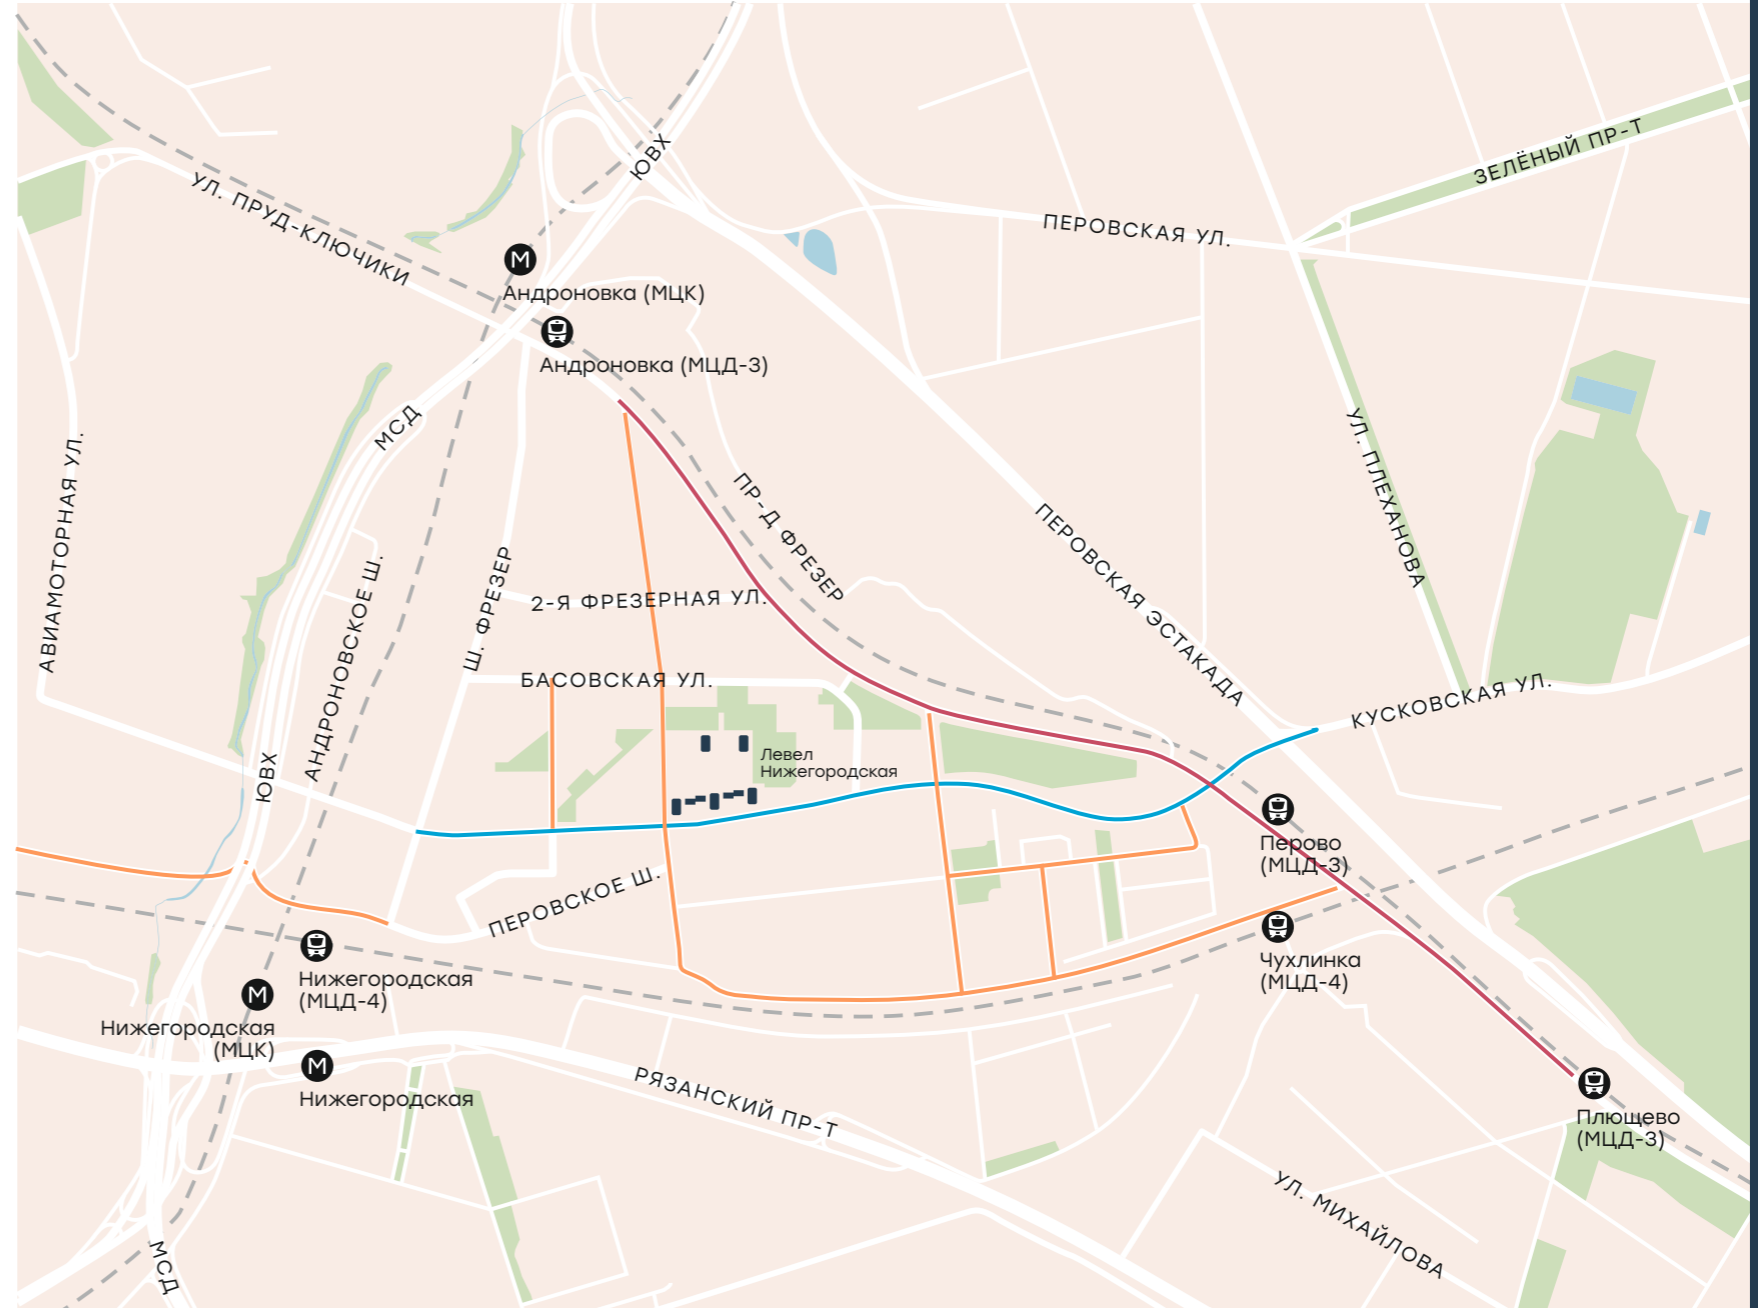 ЮВХ
ЗЕЛЁНЫЙ ПР-Т
УЛ. ПРУД-КЛЮЧИКИ
ПЕРОВСКАЯ УЛ.
М
Андроновка (МЦК)
Андроновка (МЦД-3)
МСД
АВИАМОТОРНАЯ УЛ.
УЛ. ПЛЕХАНОВА
ПР-Д ФРЕЗЕР
ПЕРОВСКАЯ ЭСТАКАДА
Ш. ФРЕЗЕР
АНДРОНОВСКОЕ Ш.
2-Я ФРЕЗЕРНАЯ УЛ.
БАСОВСКАЯ УЛ.
КУСКОВСКАЯ УЛ.
ЮВХ
Левел
Нижегородская
Перово
(МЦД-3)
ПЕРОВСКОЕ Ш.
Чухлинка
(МЦД-4)
Нижегородская
(МЦД-4)
М
Нижегородская
(МЦК)
М
Нижегородская
РЯЗАНСКИЙ ПР-Т
Плющево
(МЦД-3)
УЛ. МИХАЙЛОВА
МСД